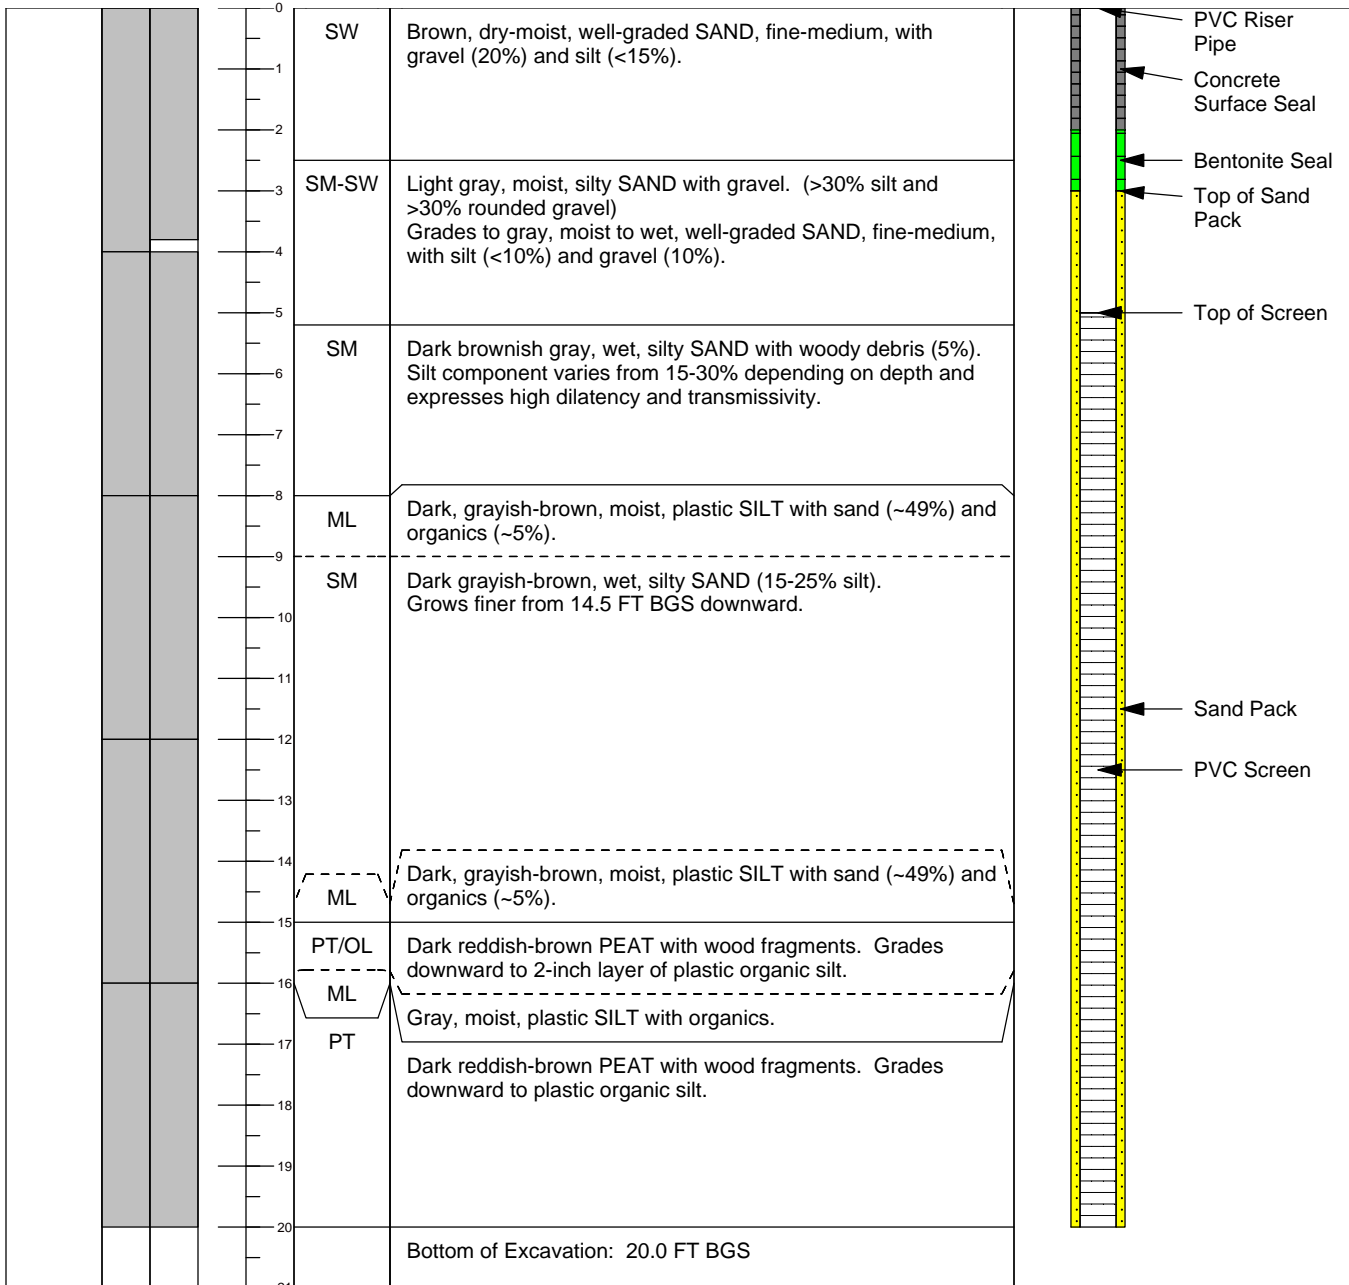 0
SW
Brown, dry-moist, well-graded SAND, fine-medium, with
gravel (20%) and silt (<15%).
PVC Riser
Pipe
1
Concrete
Surface Seal
2
Bentonite Seal
3
SM-SW
Light gray, moist, silty SAND with gravel.  (>30% silt and
>30% rounded gravel)
Grades to gray, moist to wet, well-graded SAND, fine-medium,
with silt (<10%) and gravel (10%).
Top of Sand
Pack
4
5
Top of Screen
SM
Dark brownish gray, wet, silty SAND with woody debris (5%).
Silt component varies from 15-30% depending on depth and
expresses high dilatency and transmissivity.
6
7
8
ML
Dark, grayish-brown, moist, plastic SILT with sand (~49%) and
organics (~5%).
9
SM
Dark grayish-brown, wet, silty SAND (15-25% silt).
Grows finer from 14.5 FT BGS downward.
10
11
Sand Pack
12
PVC Screen
13
14
ML
Dark, grayish-brown, moist, plastic SILT with sand (~49%) and
organics (~5%).
15
PT/OL
Dark reddish-brown PEAT with wood fragments.  Grades
downward to 2-inch layer of plastic organic silt.
16
ML
Gray, moist, plastic SILT with organics.
17
PT
Dark reddish-brown PEAT with wood fragments.  Grades
downward to plastic organic silt.
18
19
20
Bottom of Excavation:  20.0 FT BGS